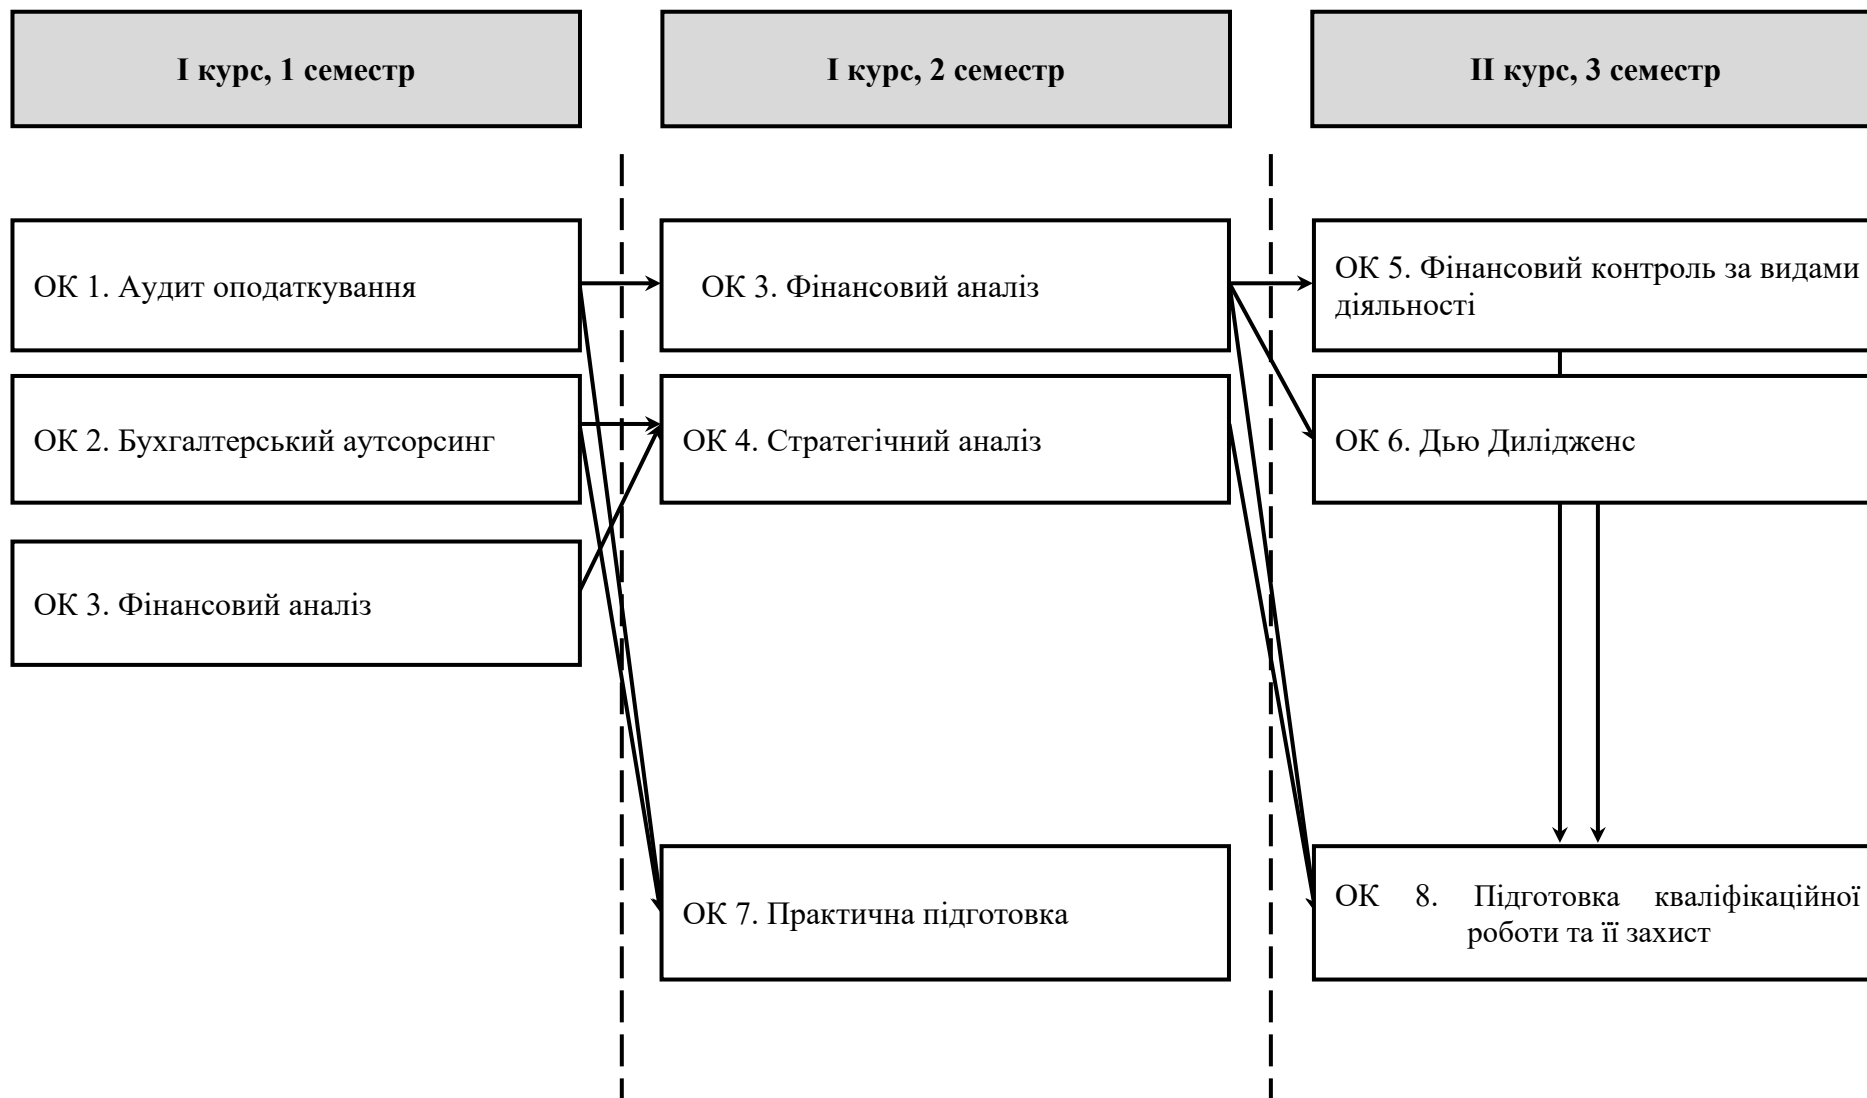 І курс, 1 семестр
І курс, 2 семестр
ІІ курс, 3 семестр
ОК 1. Аудит оподаткування
ОК 3. Фінансовий аналіз
ОК 5. Фінансовий контроль за видами
діяльності
ОК 2. Бухгалтерський аутсорсинг
ОК 4. Стратегічний аналіз
ОК 6. Дью Дилідженс
ОК 3. Фінансовий аналіз
ОК 7. Практична підготовка
ОК 8. Підготовка кваліфікаційної
роботи та її захист